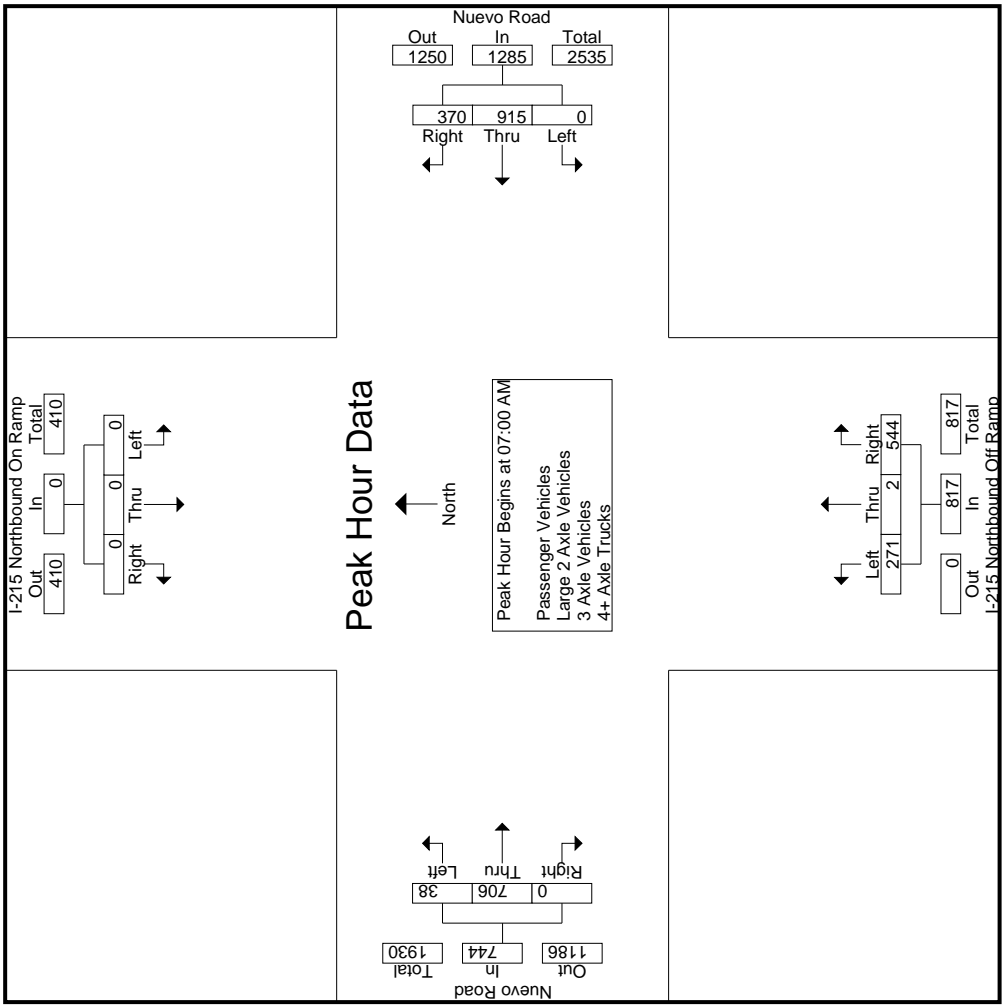 Nuevo Road
Out In Total
1250 1285 2535
370 915 0
Right Thru Left
I-215 Northbound On Ramp
Out In Total
410 0 410
0 0 0
Right Thru Left
Peak Hour Data
North
Peak Hour Begins at 07:00 AM
Passenger Vehicles
Large 2 Axle Vehicles
3 Axle Vehicles
4+ Axle Trucks
Left Thru Right
271 2 544
0 817 817
Out In Total
I-215 Northbound Off Ramp
Right Thru Left
0 706 38
Out In Total
1186 744 1930
Nuevo Road